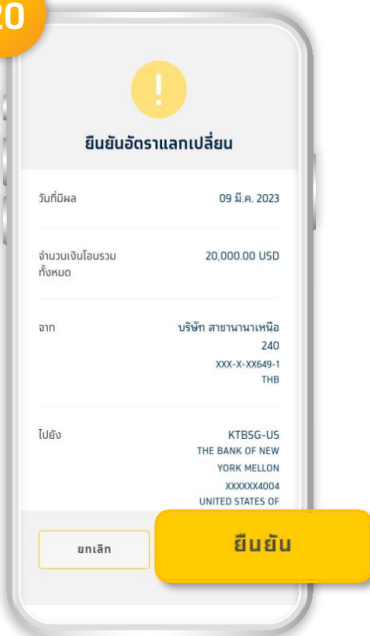 20
!
ยืนยันอัตราแลกเปลี่ยน
วันที่มีผล 09 มี.ค. 2023
จำนวนเงินโอนรวม 20,000.00 USD
ทั้งหมด
จาก บริษัท สาขานานาเหนือ
240
XXX-X-XX649-1
THB
ไปยัง KTBSG-US
THE BANK OF NEW
YORK MELLON
XXXXXX4004
UNITED STATES OF
ยกเลิก ยืนยัน